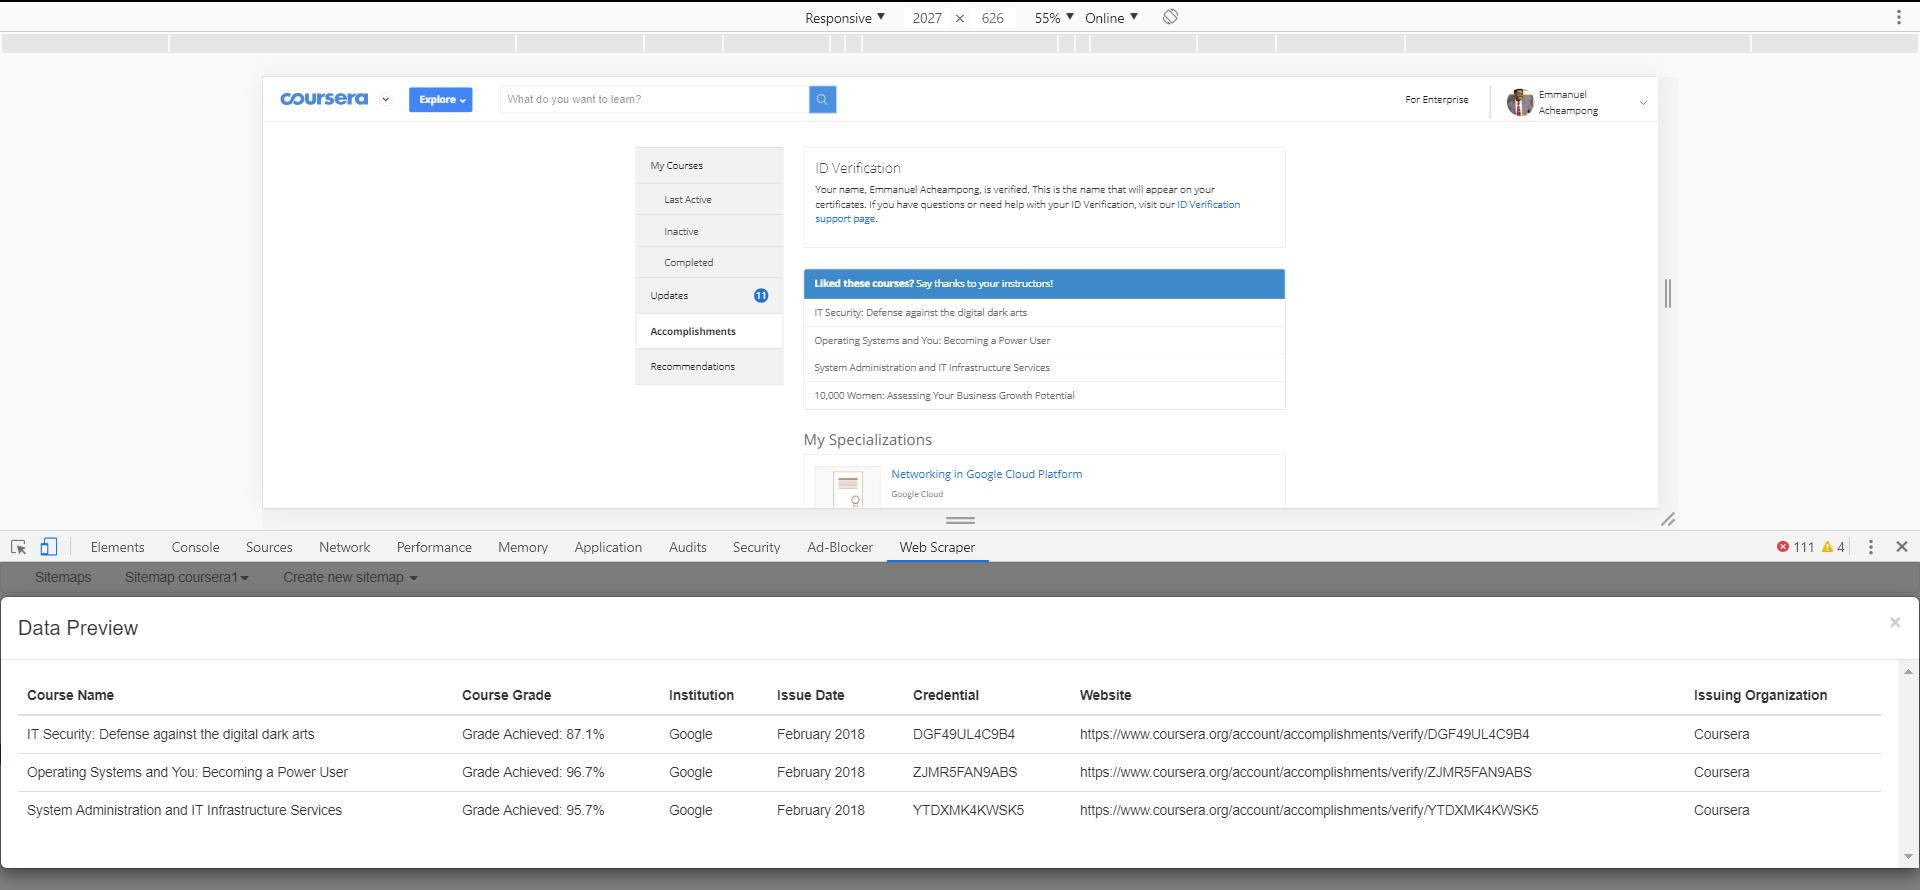 Responsive 2027 × 626 55% Online
coursera Explore What do you want to learn? For Enterprise Emmanuel
Acheampong
My Courses
Last Active
Inactive
Completed
Updates 11
Accomplishments
Recommendations
ID Verification
Your name, Emmanuel Acheampong, is verified. This is the name that will appear on your
certificates. If you have questions or need help with your ID Verification, visit our ID Verification
support page.
Liked these courses? Say thanks to your instructors!
IT Security: Defense against the digital dark arts
Operating Systems and You: Becoming a Power User
System Administration and IT Infrastructure Services
10,000 Women: Assessing Your Business Growth Potential
My Specializations
Networking in Google Cloud Platform
Google Cloud
Elements Console Sources Network Performance Memory Application Audits Security Ad-Blocker Web Scraper 111 4
Sitemaps Sitemap coursera1 Create new sitemap
Data Preview ×
Course Name Course Grade Institution Issue Date Credential Website Issuing Organization
IT Security: Defense against the digital dark arts Grade Achieved: 87.1% Google February 2018 DGF49UL4C9B4 https://www.coursera.org/account/accomplishments/verify/DGF49UL4C9B4 Coursera
Operating Systems and You: Becoming a Power User Grade Achieved: 96.7% Google February 2018 ZJMR5FAN9ABS https://www.coursera.org/account/accomplishments/verify/ZJMR5FAN9ABS Coursera
System Administration and IT Infrastructure Services Grade Achieved: 95.7% Google February 2018 YTDXMK4KWSK5 https://www.coursera.org/account/accomplishments/verify/YTDXMK4KWSK5 Coursera